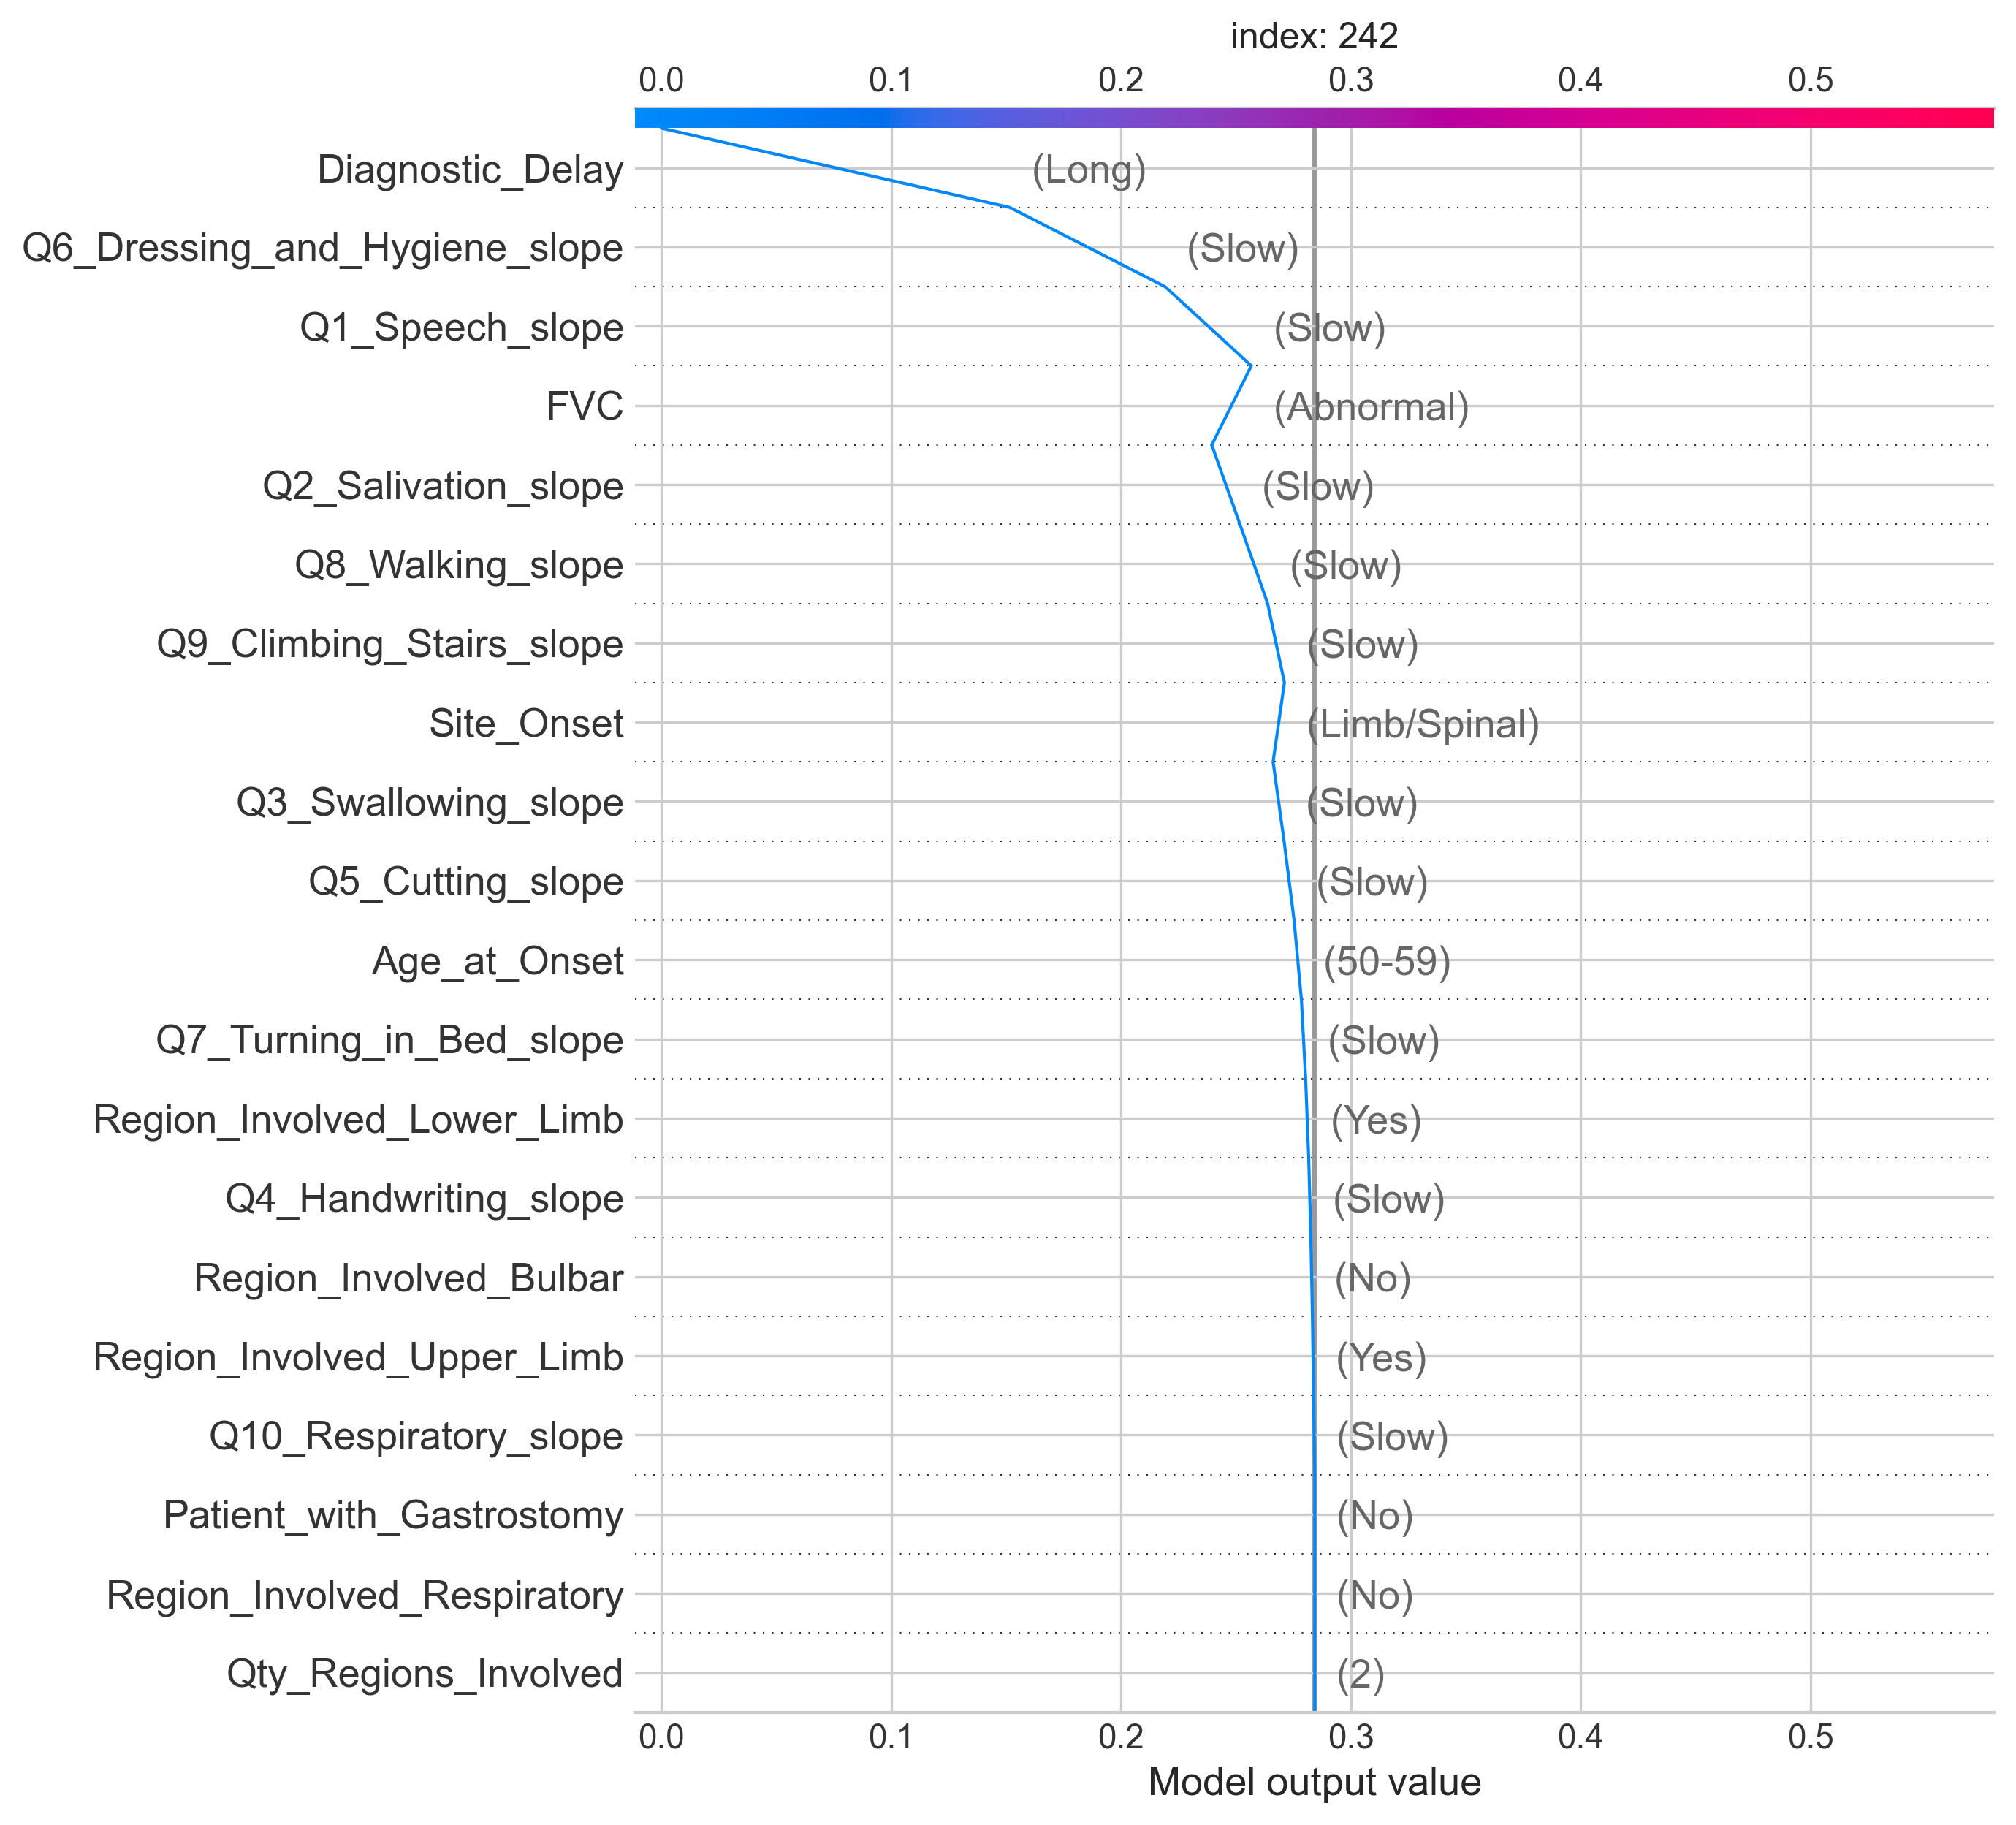 index: 242
0.0 0.1 0.2 0.3 0.4 0.5
Diagnostic_Delay (Long)
Q6_Dressing_and_Hygiene_slope (Slow)
Q1_Speech_slope (Slow)
FVC (Abnormal)
Q2_Salivation_slope (Slow)
Q8_Walking_slope (Slow)
Q9_Climbing_Stairs_slope (Slow)
Site_Onset (Limb/Spinal)
Q3_Swallowing_slope (Slow)
Q5_Cutting_slope (Slow)
Age_at_Onset (50-59)
Q7_Turning_in_Bed_slope (Slow)
Region_Involved_Lower_Limb (Yes)
Q4_Handwriting_slope (Slow)
Region_Involved_Bulbar (No)
Region_Involved_Upper_Limb (Yes)
Q10_Respiratory_slope (Slow)
Patient_with_Gastrostomy (No)
Region_Involved_Respiratory (No)
Qty_Regions_Involved (2)
0.0 0.1 0.2 0.3 0.4 0.5
Model output value